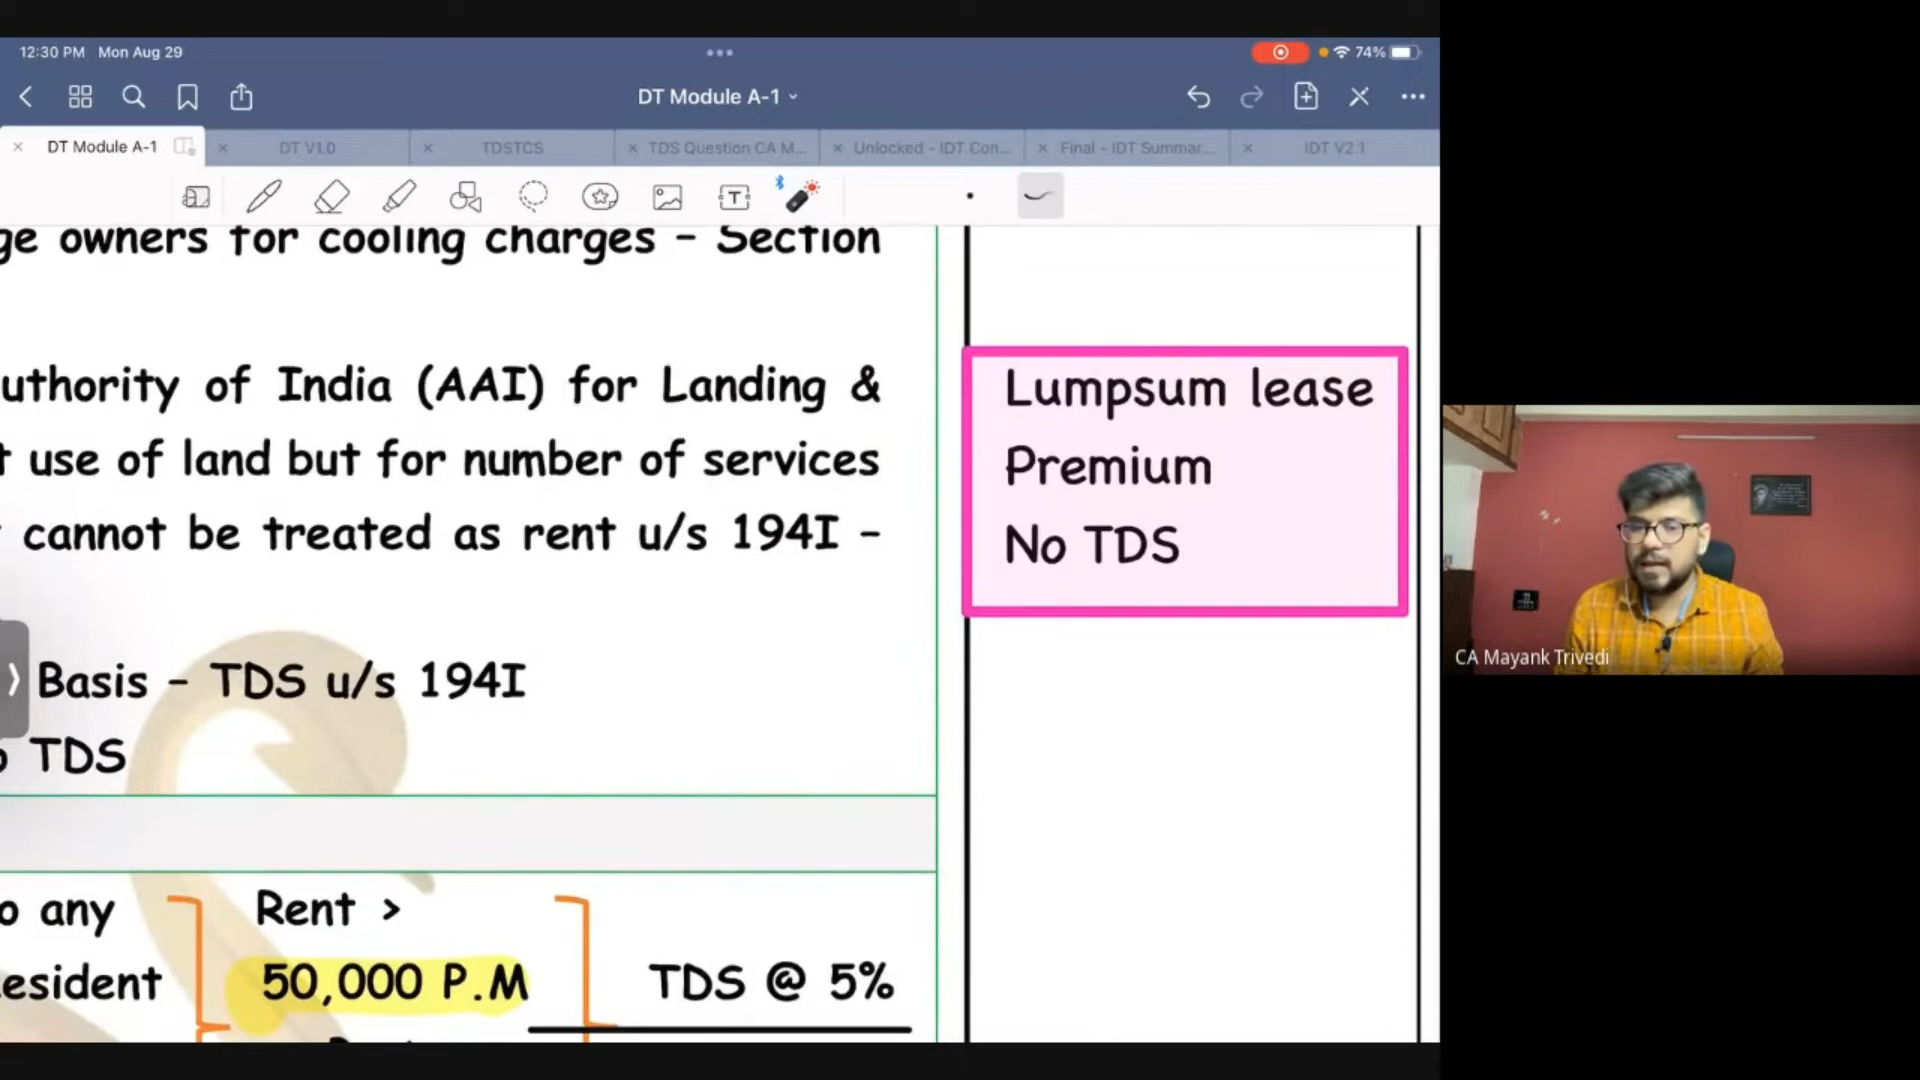 12:30 PM Mon Aug 29
74%
DT Module A-1
DT Module A-1
DT V1.0
TDSTCS
TDS Question CA M...
Unlocked - IDT Con...
Final - IDT Summar...
IDT V2.1
ge owners for cooling charges – Section
uthority of India (AAI) for Landing &
t use of land but for number of services
cannot be treated as rent u/s 194I –
Basis – TDS u/s 194I
o TDS
Lumpsum lease
Premium
No TDS
o any
Rent >
esident
50,000 P.M
TDS @ 5%
CA Mayank Trivedi